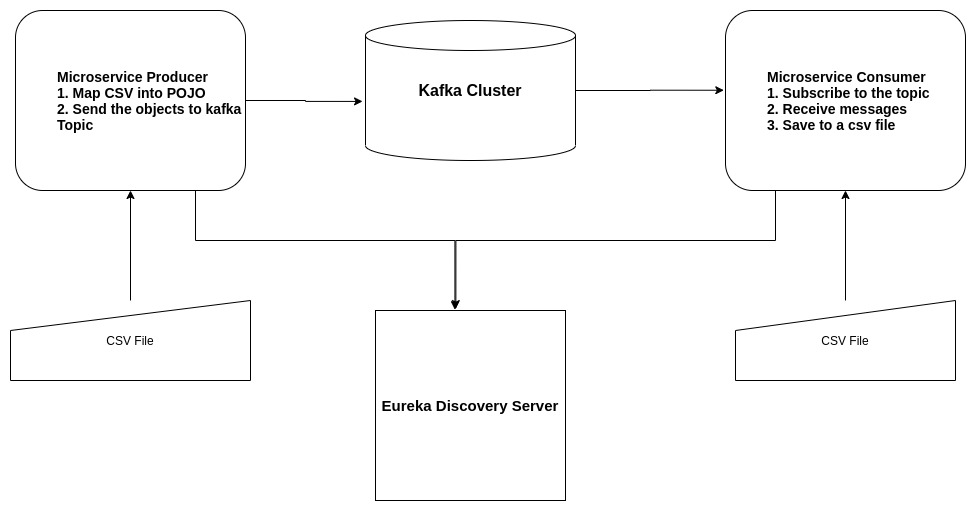 Microservice Producer
1. Map CSV into POJO
2. Send the objects to kafka
Topic
Kafka Cluster
Microservice Consumer
1. Subscribe to the topic
2. Receive messages
3. Save to a csv file
CSV File
CSV File
Eureka Discovery Server